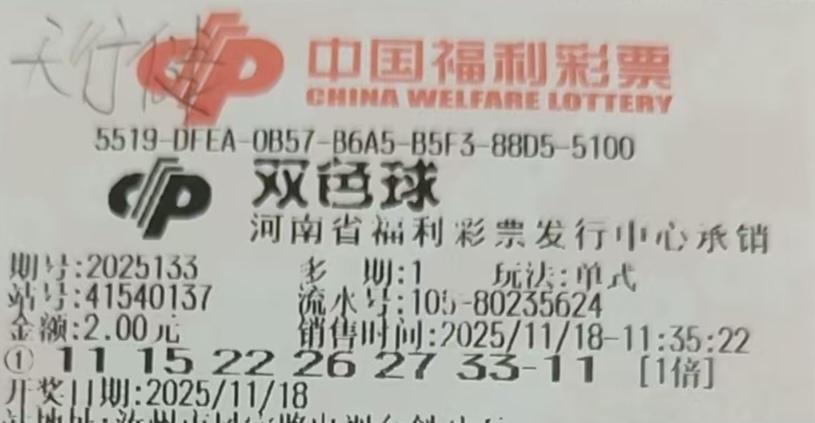 天行健
中国福利彩票
CHINA WELFARE LOTTERY
5519-DFEA-0B57-B6A5-B5F3-88D5-5100
双色球
河南省福利彩票发行中心承销
期号:2025133 多 期:1 玩法:单式
站号:41540137 流水号:105-80235624
金额:2.00元 销售时间:2025/11/18-11:35:22
① 11 15 22 26 27 33-11 [1倍]
开奖日期:2025/11/18